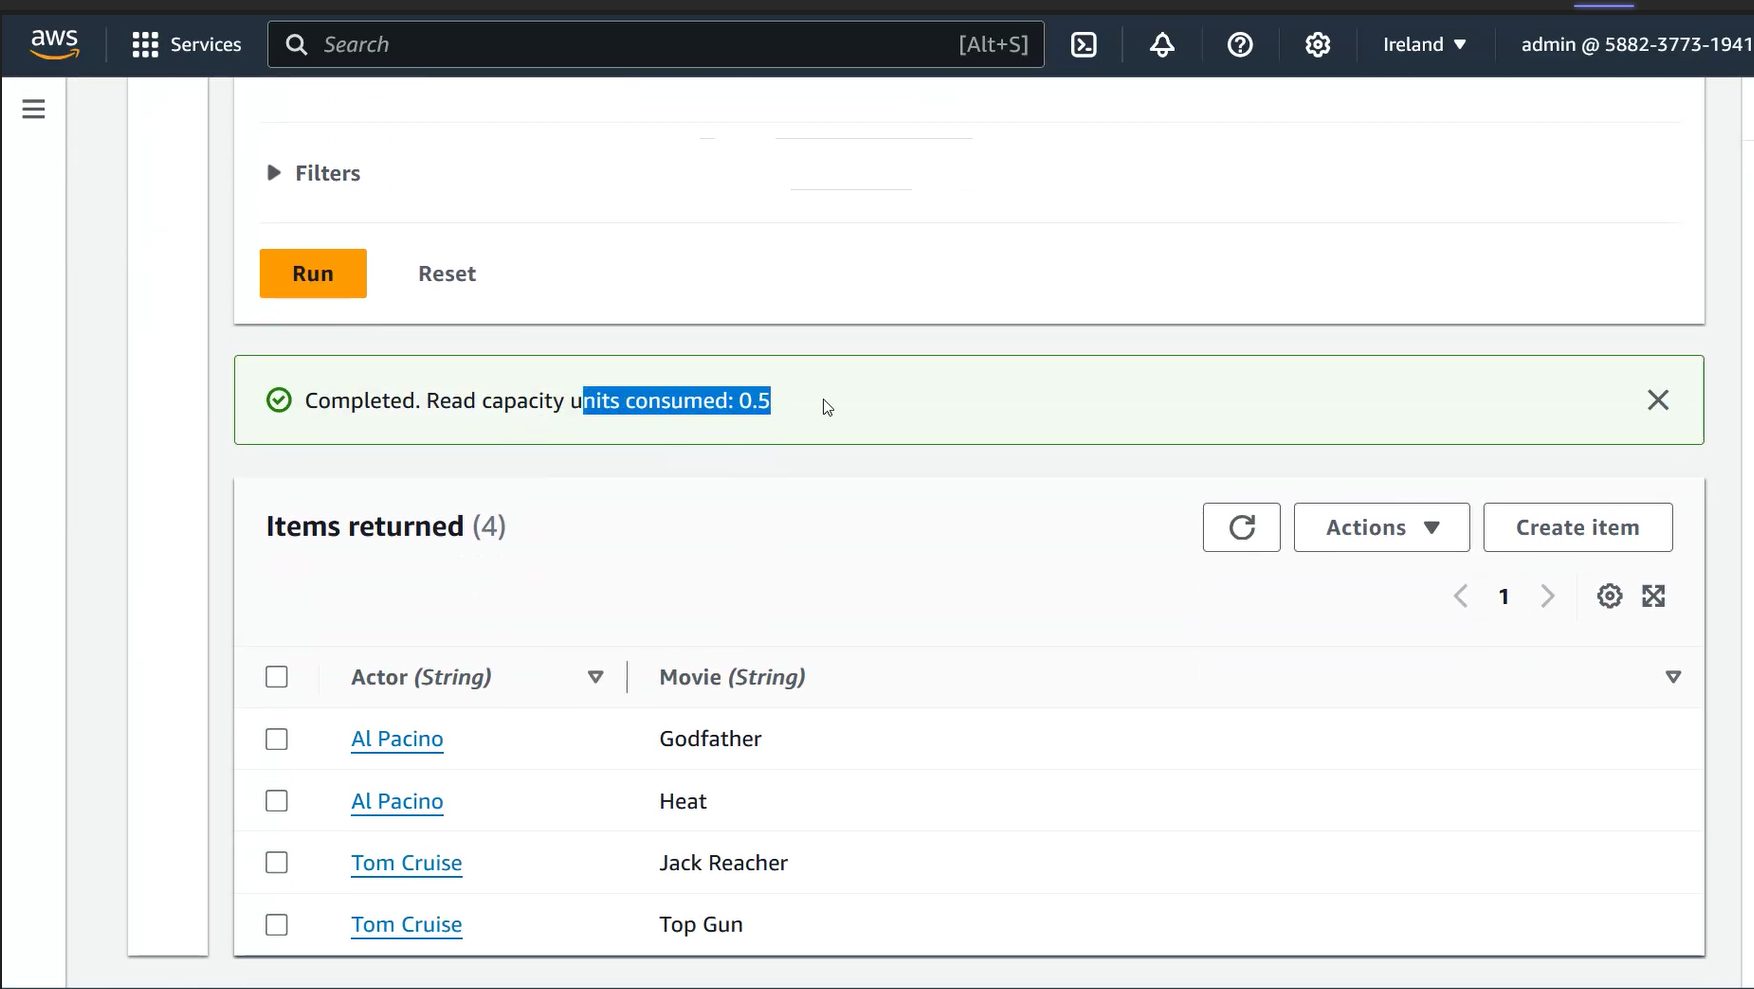 aws
Services
Search
[Alt+S]
Ireland
admin @ 5882-3773-1941
Filters
Run
Reset
Completed. Read capacity units consumed: 0.5
Items returned (4)
Actions
Create item
1
Actor (String)
Movie (String)
Al Pacino
Godfather
Al Pacino
Heat
Tom Cruise
Jack Reacher
Tom Cruise
Top Gun